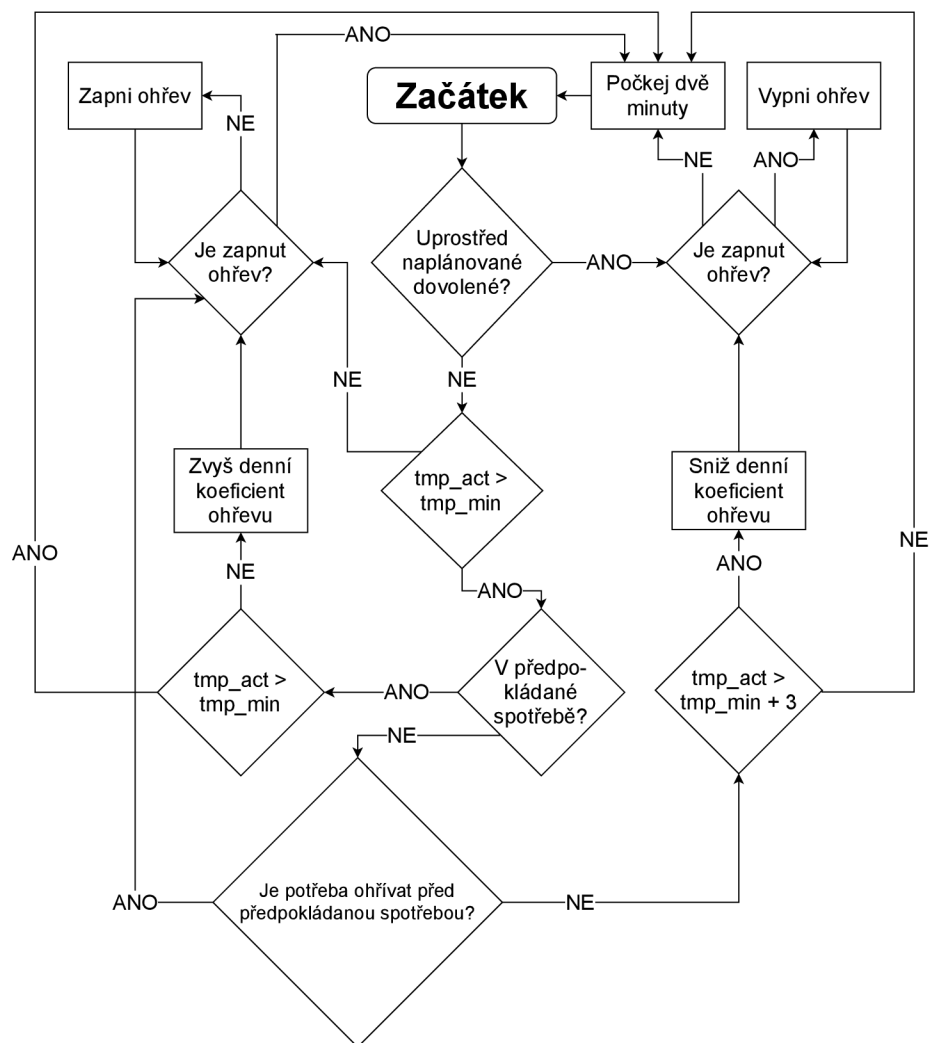 ANO
NE
Zapni ohřev
Začátek
Počkej dvě
minuty
Vypni ohřev
NE
NE
ANO
Je zapnut
ohřev?
Uprostřed
naplánované
dovolené?
ANO
Je zapnut
ohřev?
NE
NE
Zvyš denní
koeficient
ohřevu
tmp_act >
tmp_min
Sniž denní
koeficient
ohřevu
ANO
NE
NE
ANO
ANO
tmp_act >
tmp_min
ANO
V předpo-
kládané
spotřebě?
tmp_act >
tmp_min + 3
NE
Je potřeba ohřívat před
předpokládanou spotřebou?
ANO
NE